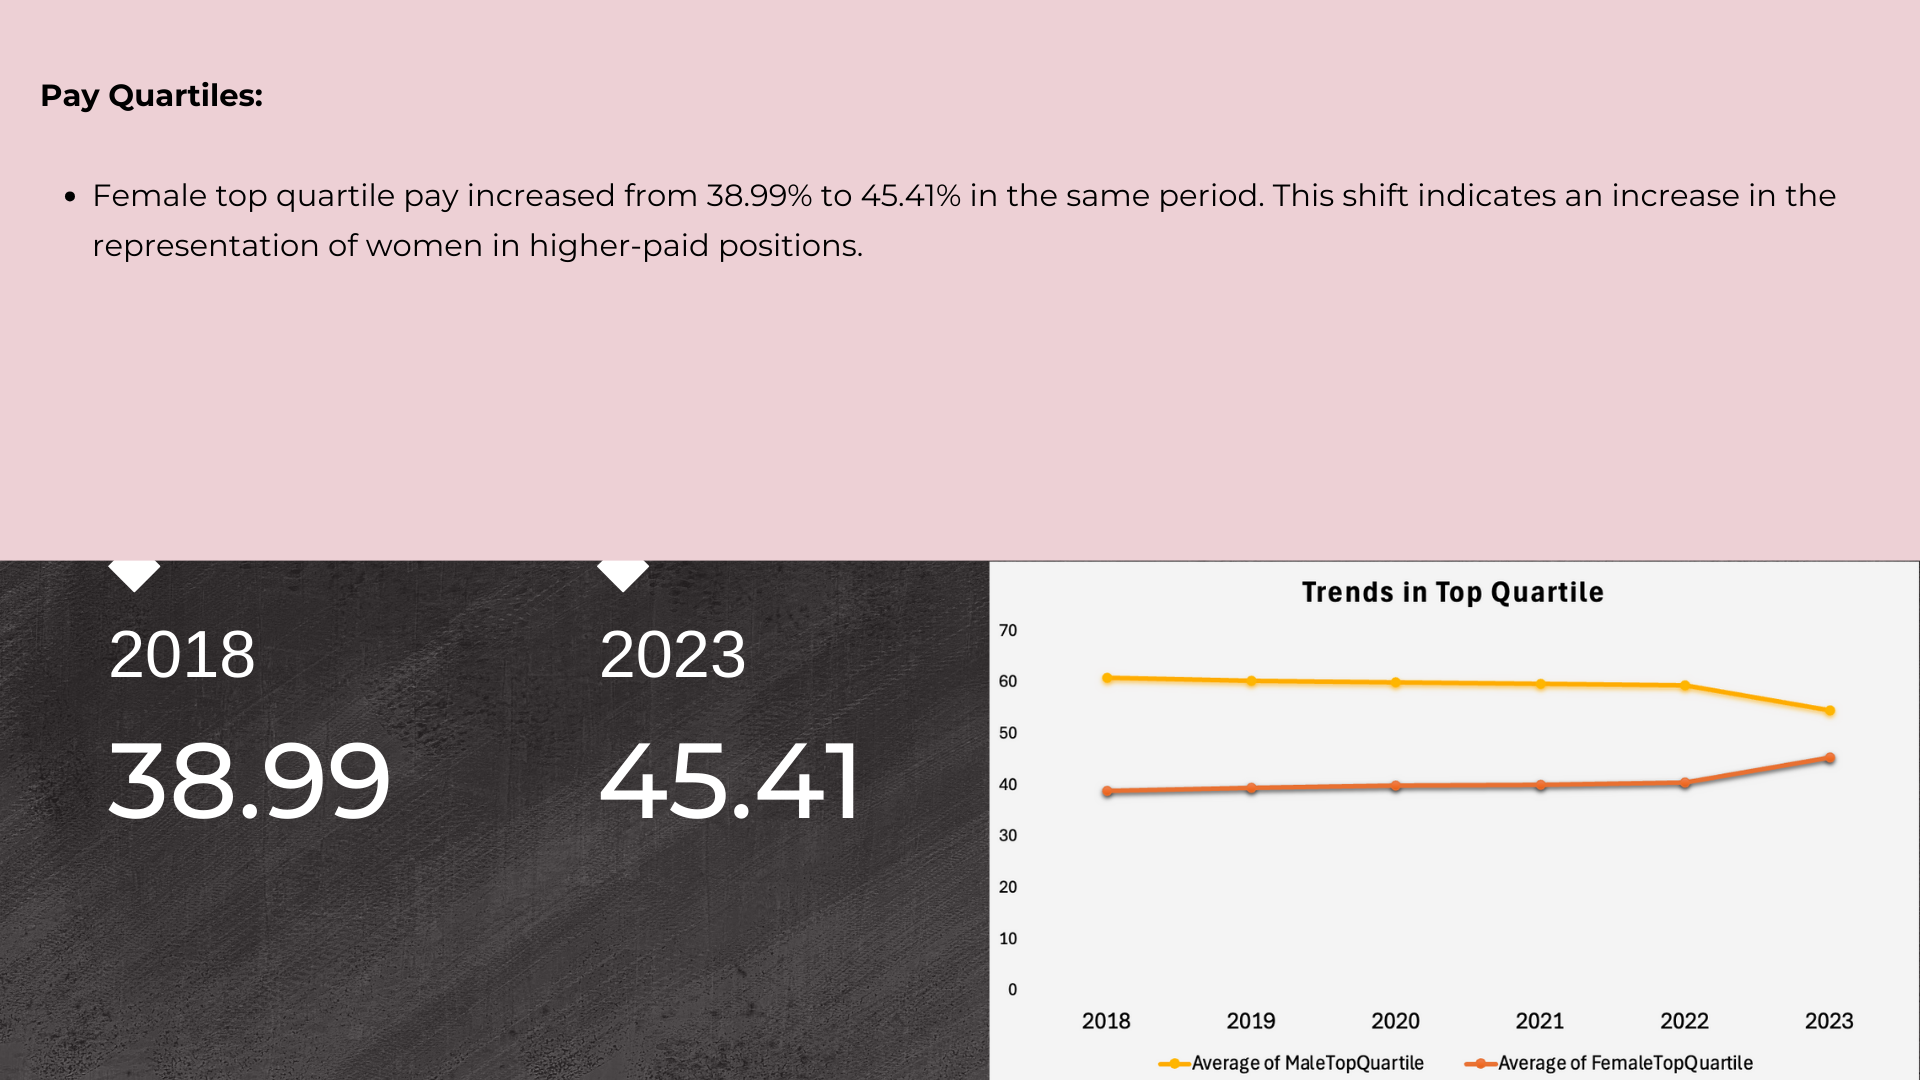 Pay Quartiles:
• Female top quartile pay increased from 38.99% to 45.41% in the same period. This shift indicates an increase in the
representation of women in higher-paid positions.
2018
2023
38.99
45.41
Trends in Top Quartile
70
60
50
40
30
20
10
0
2018 2019 2020 2021 2022 2023
Average of MaleTopQuartile Average of FemaleTopQuartile